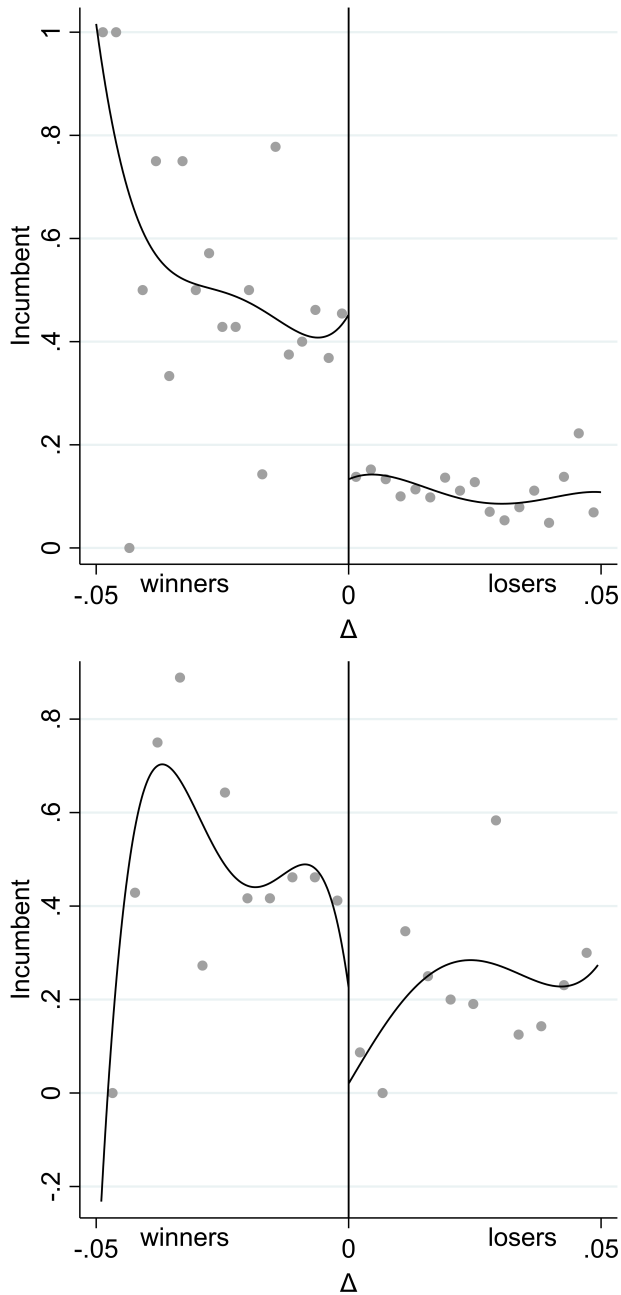 Incumbent
1
.8
.6
.4
.2
0
-.05 0 .05
winners losers
Δ
Incumbent
.8
.6
.4
.2
0
-.2
-.05 0 .05
winners losers
Δ